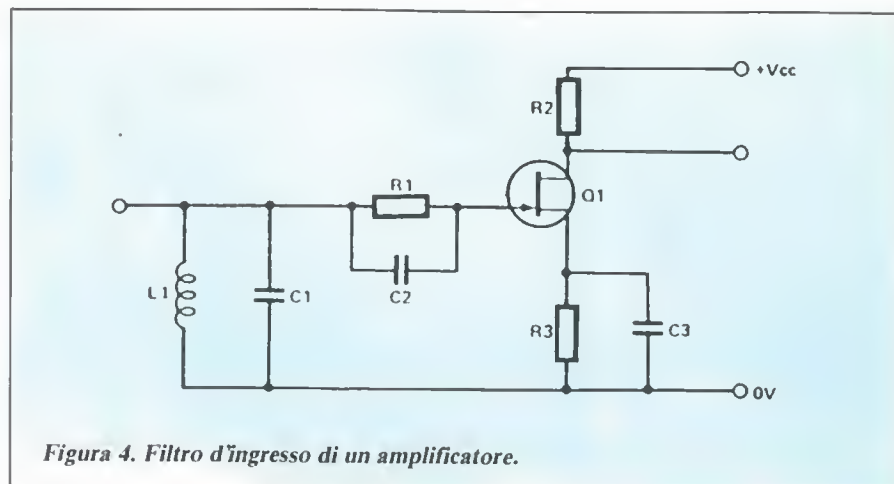 +Vcc
R2
R1
Q1
L1
C1
C2
R3
C3
0V
Figura 4. Filtro d'ingresso di un amplificatore.